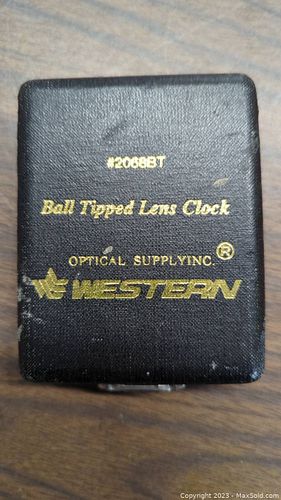 #2068BT
Ball Tipped Lens Clock
OPTICAL SUPPLYINC.®
WESTERN
Copyright 2023 - MaxSold.com